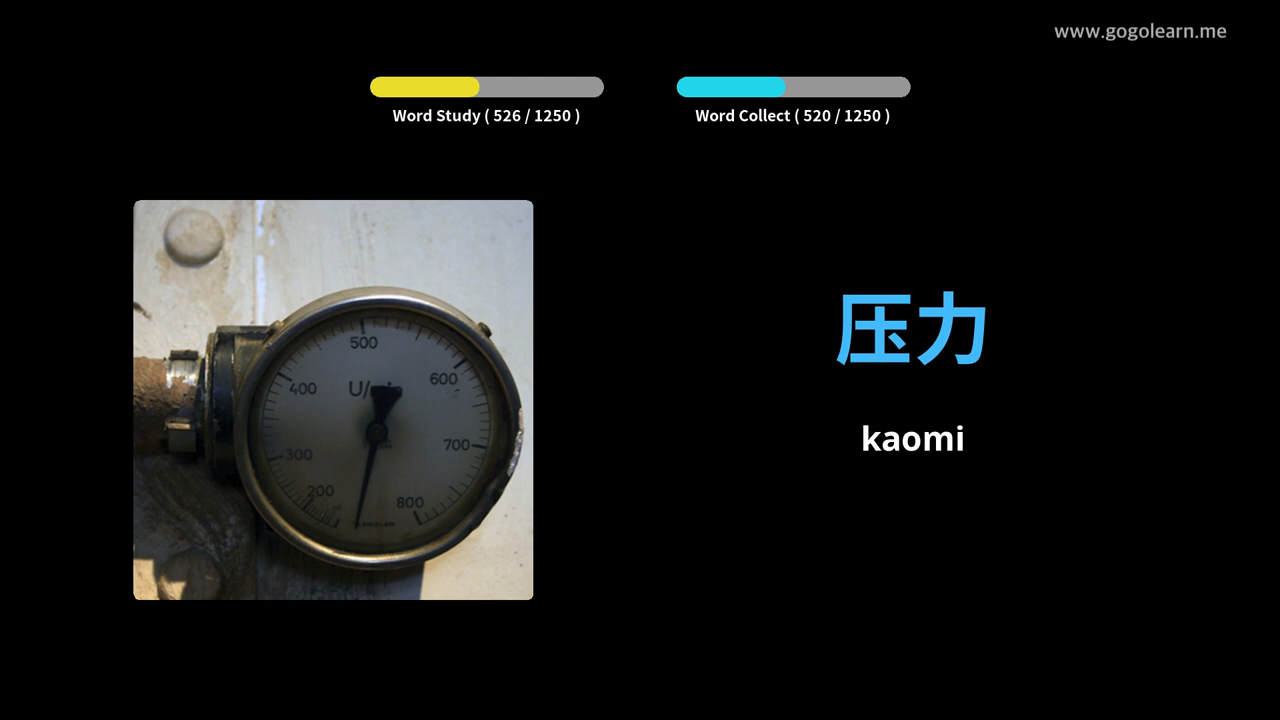 www.gogolearn.me
Word Study ( 526 / 1250 )
Word Collect ( 520 / 1250 )
压力
kaomi
500
400
600
U/
300
700
200
800